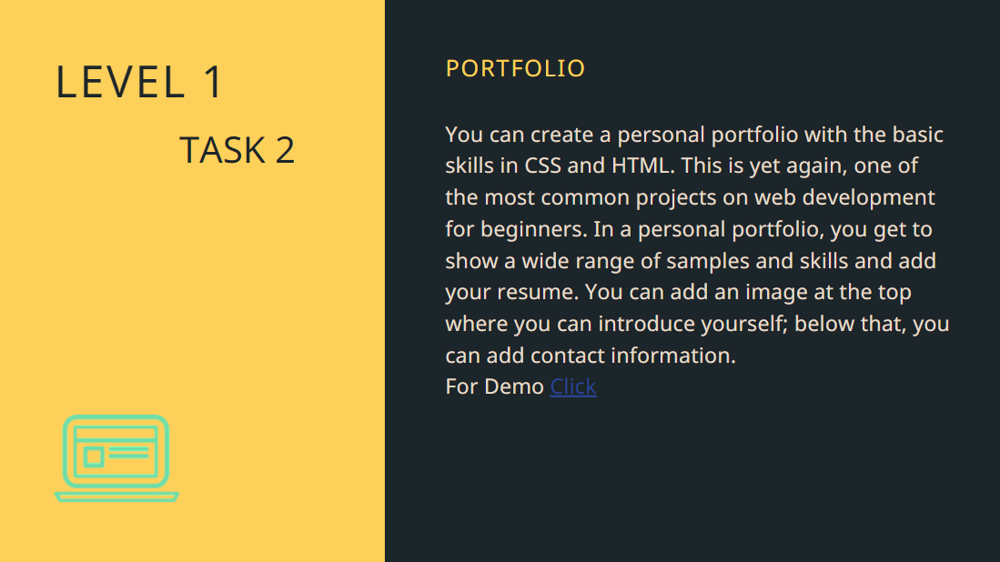 LEVEL 1
TASK 2
PORTFOLIO
You can create a personal portfolio with the basic
skills in CSS and HTML. This is yet again, one of
the most common projects on web development
for beginners. In a personal portfolio, you get to
show a wide range of samples and skills and add
your resume. You can add an image at the top
where you can introduce yourself; below that, you
can add contact information.
For Demo Click